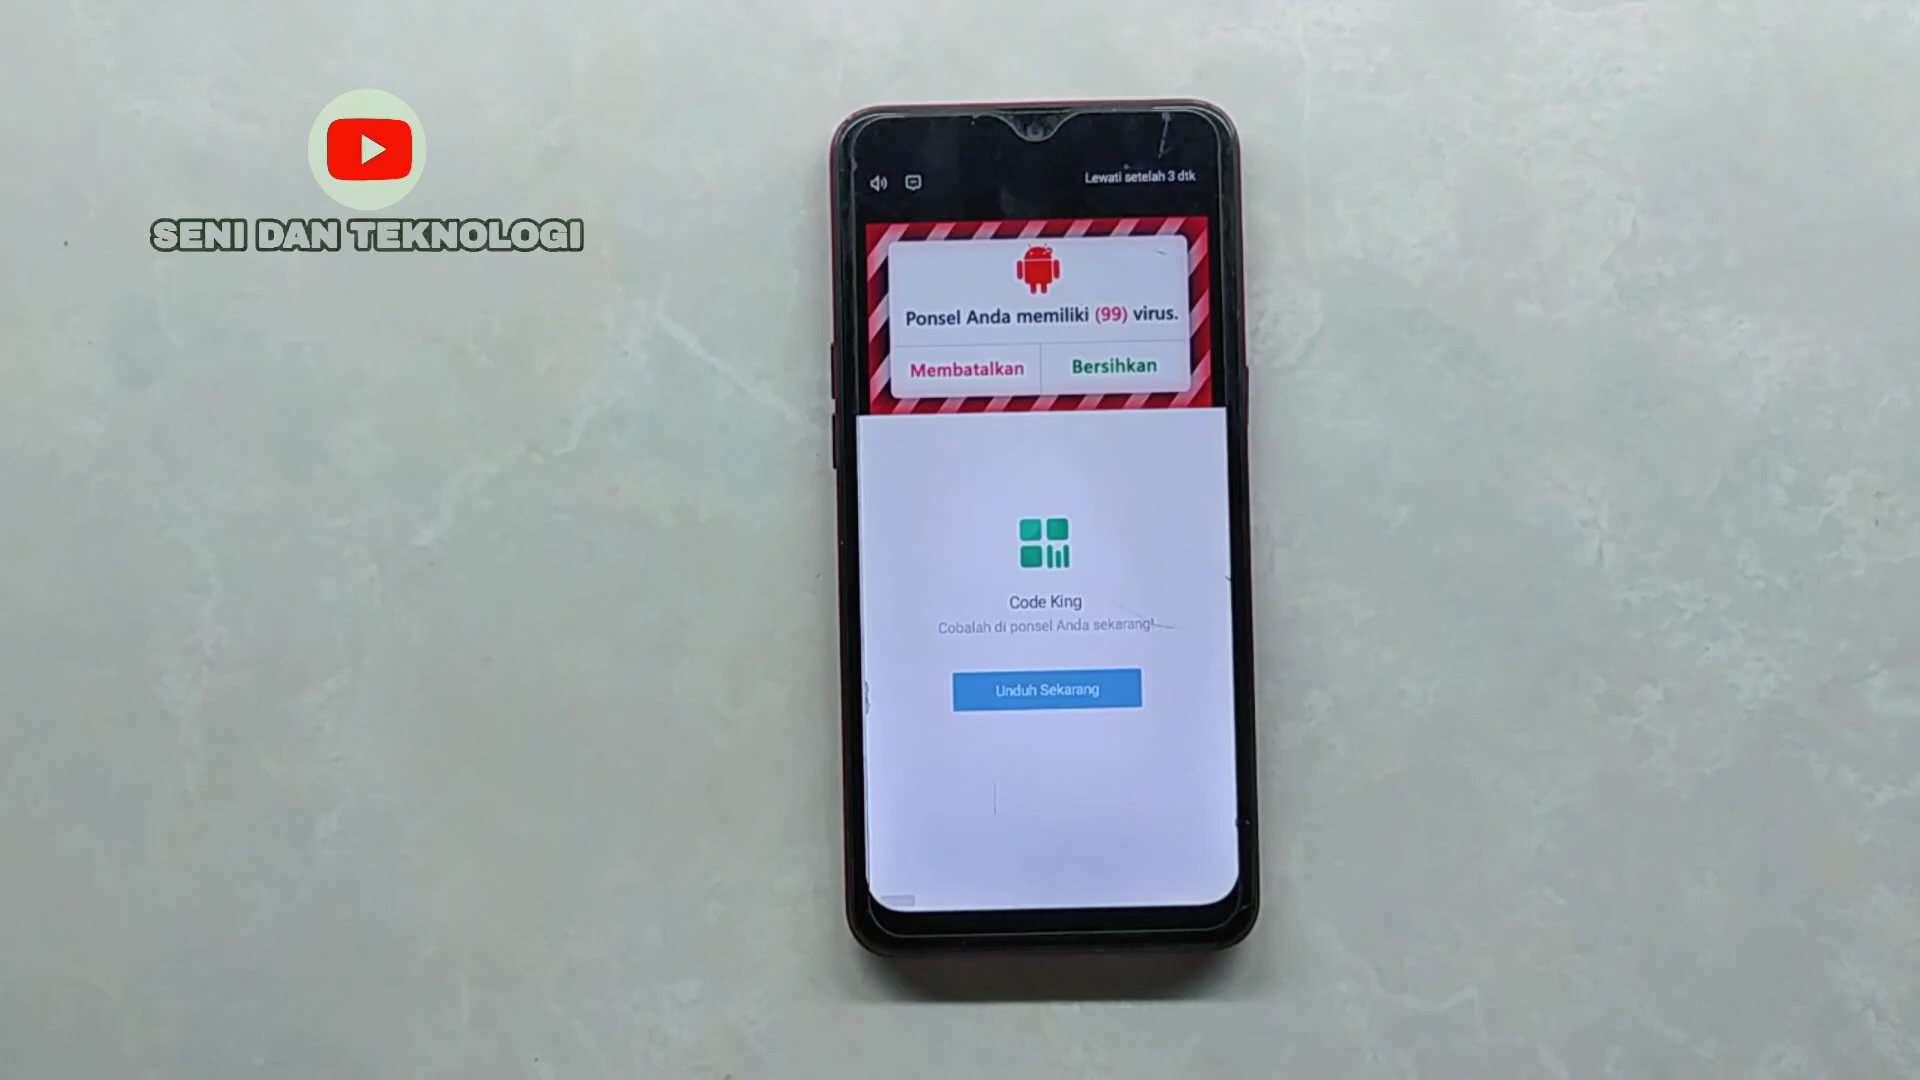 SENI DAN TEKNOLOGI
Lewati setelah 3 dtk
Ponsel Anda memiliki (99) virus.
Membatalkan
Bersihkan
Code King
Cobalah di ponsel Anda sekarang!
Unduh Sekarang